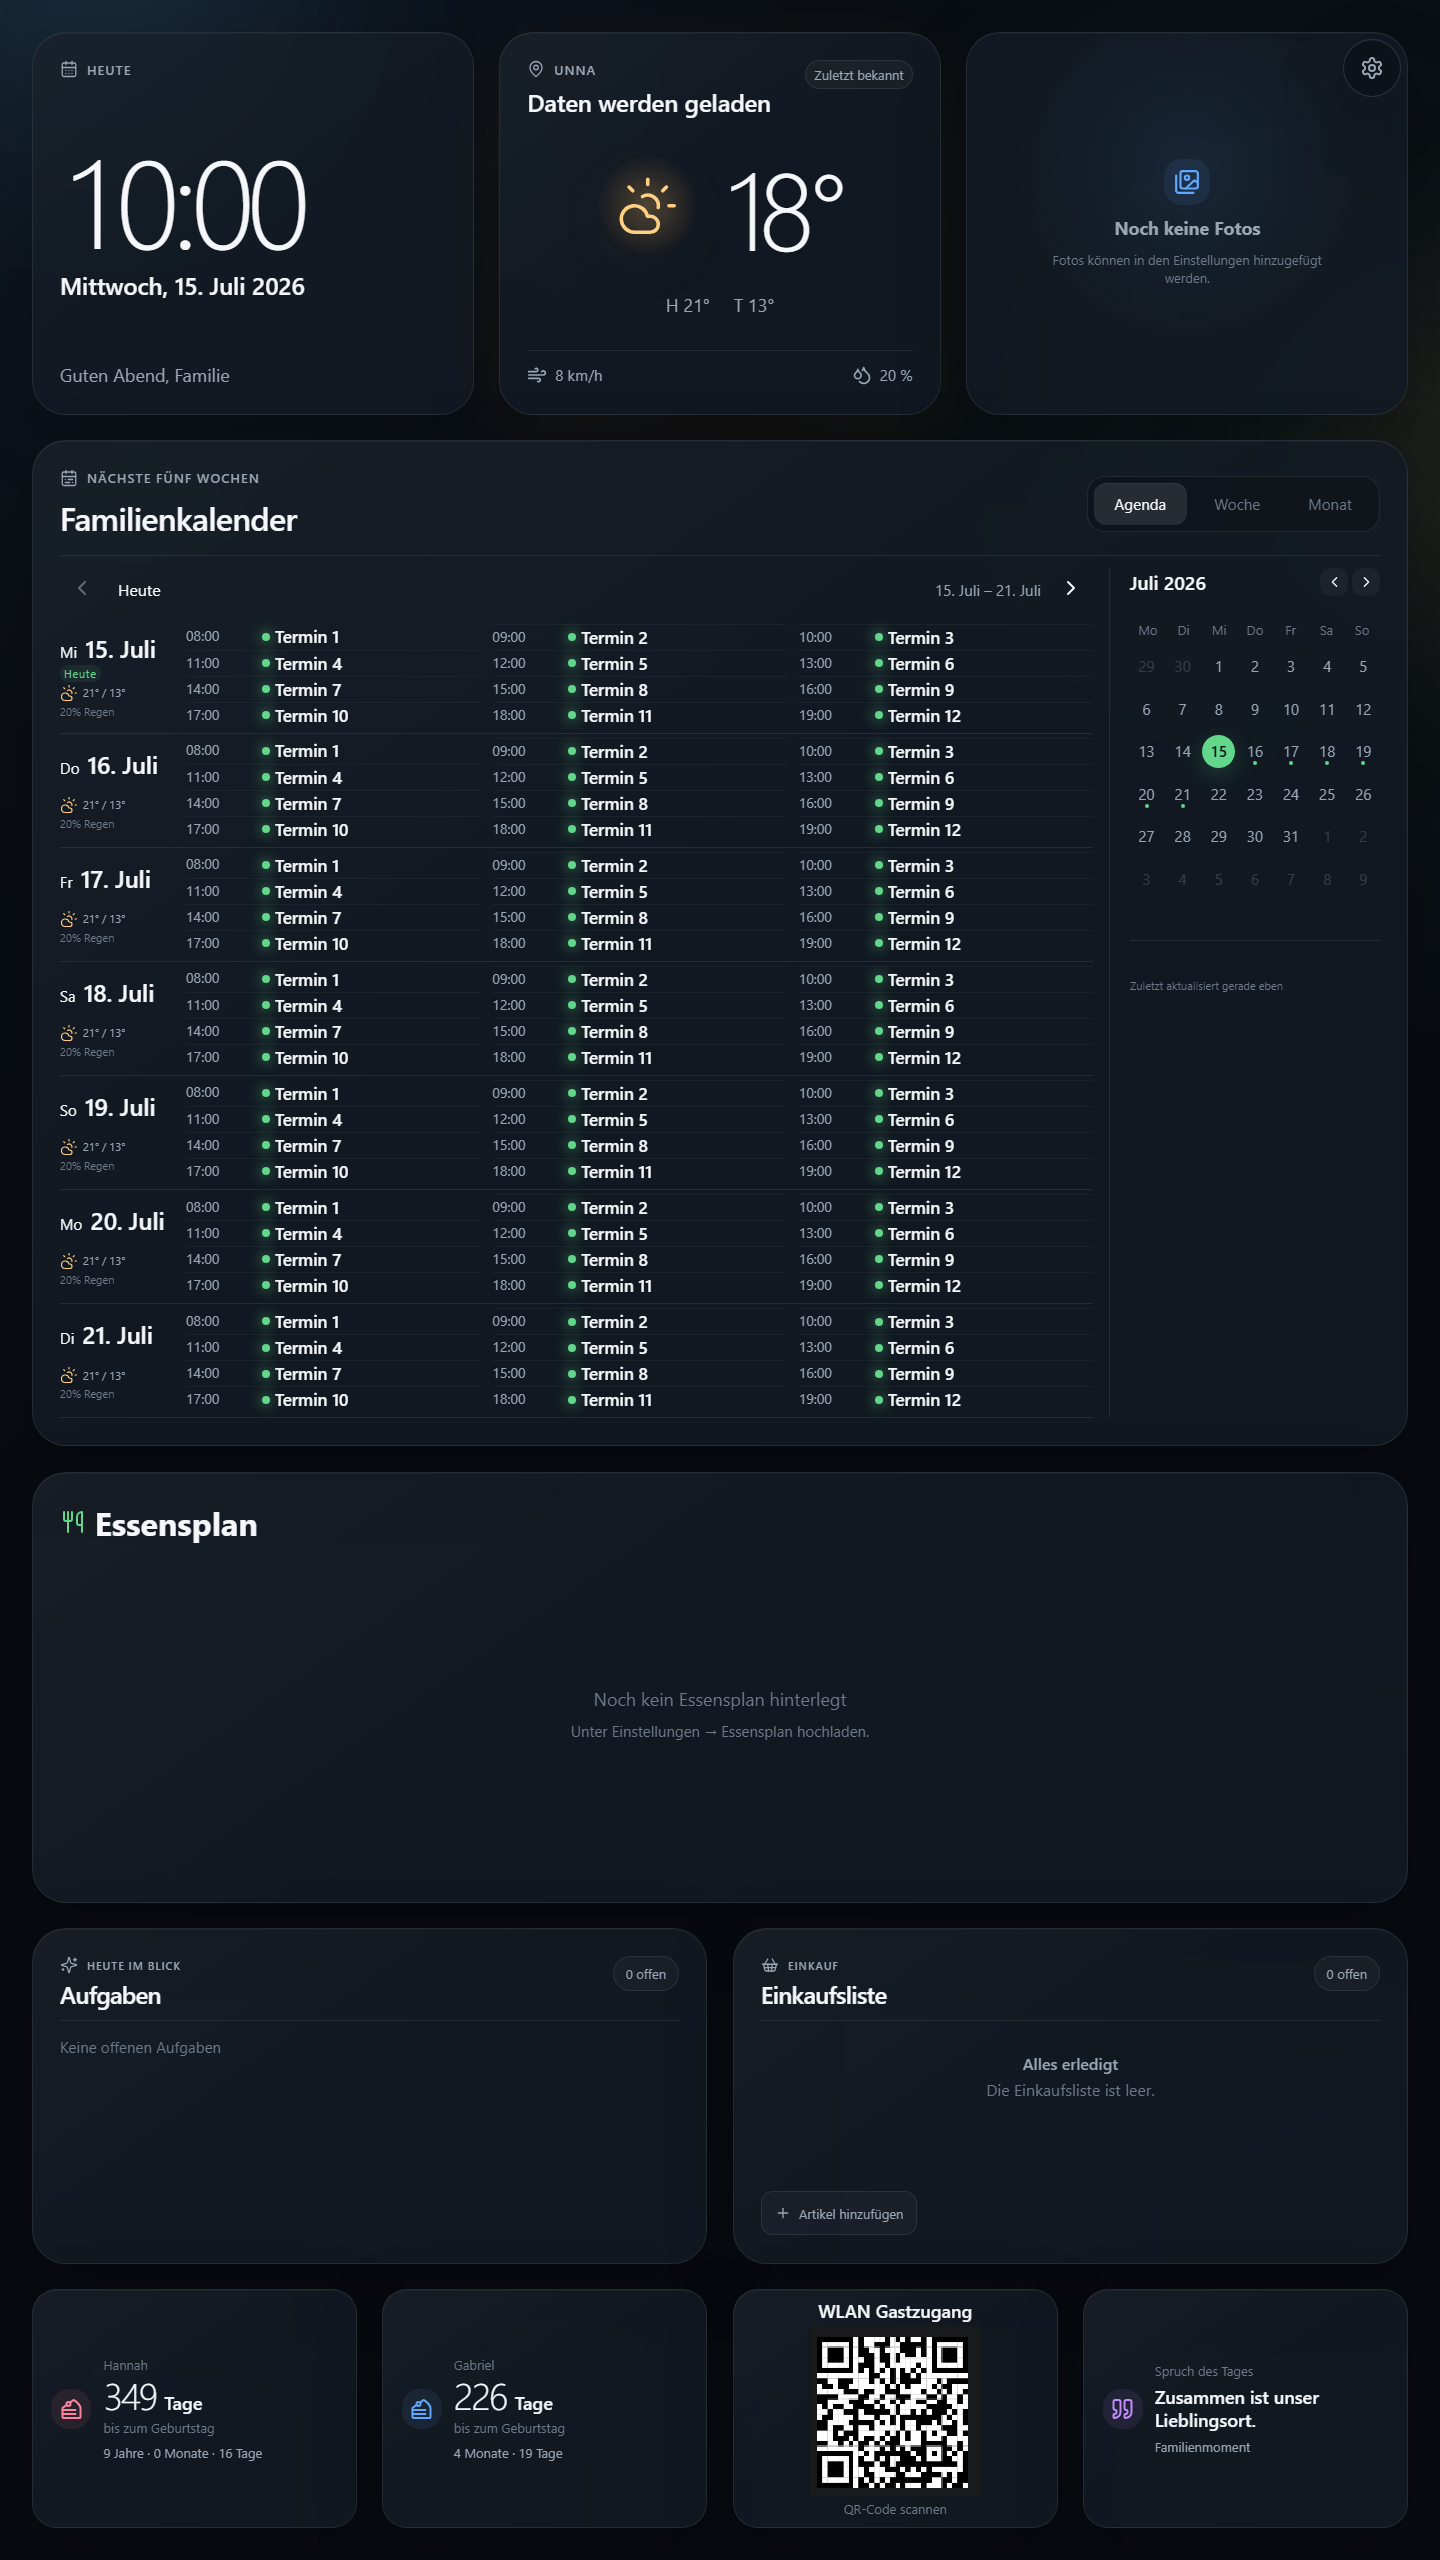 HEUTE
10:00
Mittwoch, 15. Juli 2026
Guten Abend, Familie
UNNA
Zuletzt bekannt
Daten werden geladen
18°
H 21° T 13°
8 km/h 20 %
Noch keine Fotos
Fotos können in den Einstellungen hinzugefügt
werden.
NÄCHSTE FÜNF WOCHEN
Familienkalender
Agenda Woche Monat
Heute 15. Juli – 21. Juli
Mi 15. Juli
Heute
21° / 13°
20% Regen
08:00 Termin 1 09:00 Termin 2 10:00 Termin 3
11:00 Termin 4 12:00 Termin 5 13:00 Termin 6
14:00 Termin 7 15:00 Termin 8 16:00 Termin 9
17:00 Termin 10 18:00 Termin 11 19:00 Termin 12
Do 16. Juli
21° / 13°
20% Regen
08:00 Termin 1 09:00 Termin 2 10:00 Termin 3
11:00 Termin 4 12:00 Termin 5 13:00 Termin 6
14:00 Termin 7 15:00 Termin 8 16:00 Termin 9
17:00 Termin 10 18:00 Termin 11 19:00 Termin 12
Fr 17. Juli
21° / 13°
20% Regen
08:00 Termin 1 09:00 Termin 2 10:00 Termin 3
11:00 Termin 4 12:00 Termin 5 13:00 Termin 6
14:00 Termin 7 15:00 Termin 8 16:00 Termin 9
17:00 Termin 10 18:00 Termin 11 19:00 Termin 12
Sa 18. Juli
21° / 13°
20% Regen
08:00 Termin 1 09:00 Termin 2 10:00 Termin 3
11:00 Termin 4 12:00 Termin 5 13:00 Termin 6
14:00 Termin 7 15:00 Termin 8 16:00 Termin 9
17:00 Termin 10 18:00 Termin 11 19:00 Termin 12
So 19. Juli
21° / 13°
20% Regen
08:00 Termin 1 09:00 Termin 2 10:00 Termin 3
11:00 Termin 4 12:00 Termin 5 13:00 Termin 6
14:00 Termin 7 15:00 Termin 8 16:00 Termin 9
17:00 Termin 10 18:00 Termin 11 19:00 Termin 12
Mo 20. Juli
21° / 13°
20% Regen
08:00 Termin 1 09:00 Termin 2 10:00 Termin 3
11:00 Termin 4 12:00 Termin 5 13:00 Termin 6
14:00 Termin 7 15:00 Termin 8 16:00 Termin 9
17:00 Termin 10 18:00 Termin 11 19:00 Termin 12
Di 21. Juli
21° / 13°
20% Regen
08:00 Termin 1 09:00 Termin 2 10:00 Termin 3
11:00 Termin 4 12:00 Termin 5 13:00 Termin 6
14:00 Termin 7 15:00 Termin 8 16:00 Termin 9
17:00 Termin 10 18:00 Termin 11 19:00 Termin 12
Juli 2026
Mo Di Mi Do Fr Sa So
29 30 1 2 3 4 5
6 7 8 9 10 11 12
13 14 15 16 17 18 19
20 21 22 23 24 25 26
27 28 29 30 31 1 2
3 4 5 6 7 8 9
Zuletzt aktualisiert gerade eben
Essensplan
Noch kein Essensplan hinterlegt
Unter Einstellungen → Essensplan hochladen.
HEUTE IM BLICK
Aufgaben
0 offen
Keine offenen Aufgaben
EINKAUF
Einkaufsliste
0 offen
Alles erledigt
Die Einkaufsliste ist leer.
+ Artikel hinzufügen
Hannah
349 Tage
bis zum Geburtstag
9 Jahre · 0 Monate · 16 Tage
Gabriel
226 Tage
bis zum Geburtstag
4 Monate · 19 Tage
WLAN Gastzugang
QR-Code scannen
Spruch des Tages
Zusammen ist unser
Lieblingsort.
Familienmoment